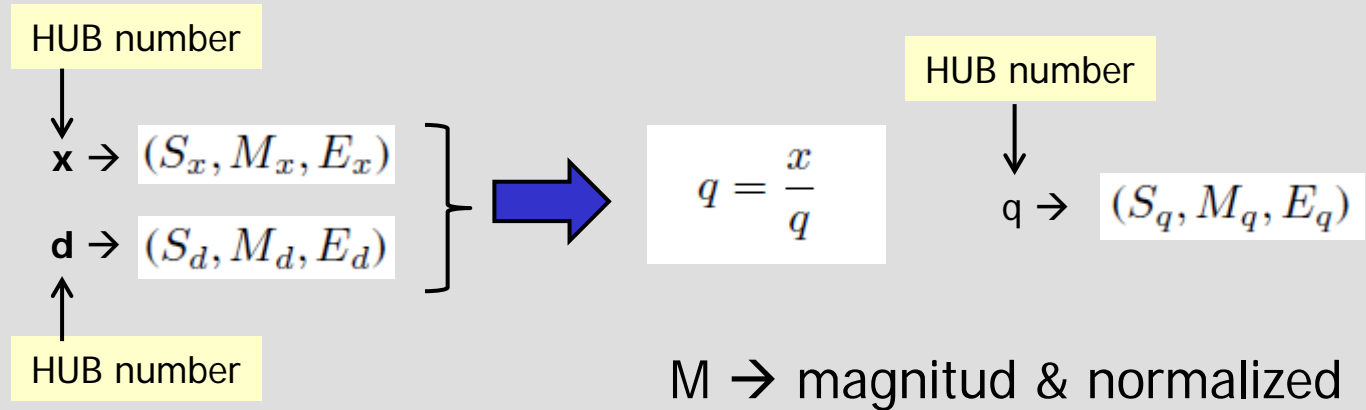 HUB number
x → (S_x, M_x, E_x)
d → (S_d, M_d, E_d)
HUB number
q = x/q
HUB number
q → (S_q, M_q, E_q)
M → magnitud & normalized